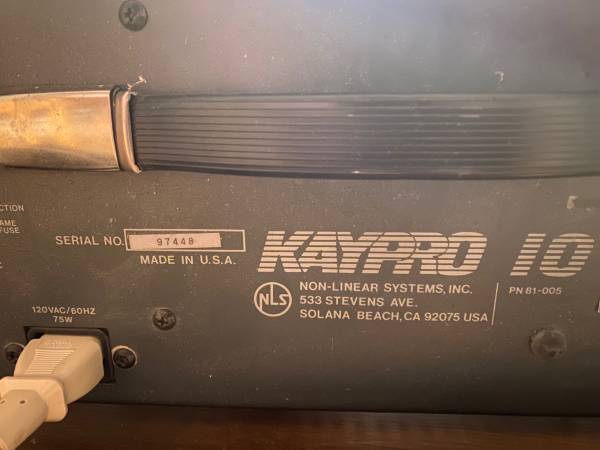 CTION
AME
FUSE
SERIAL NO. 97448
MADE IN U.S.A.
KAYPRO 10
NLS
NON-LINEAR SYSTEMS, INC.
533 STEVENS AVE.
SOLANA BEACH, CA 92075 USA
PN 81-005
120VAC/60HZ
75W